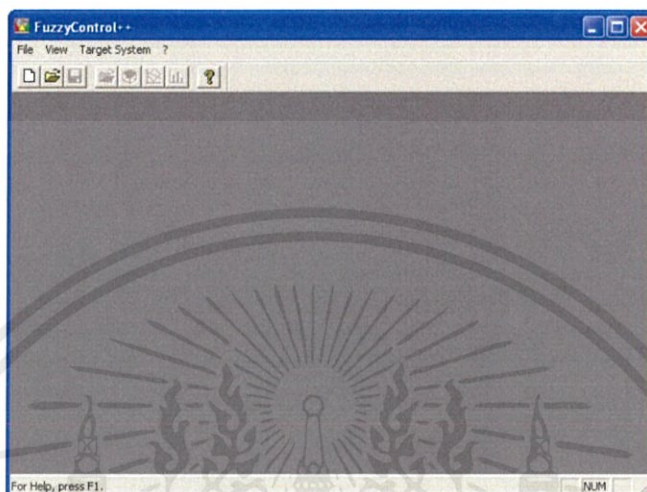 FuzzyControl++
File View Target System ?
?
For Help, press F1.
NUM